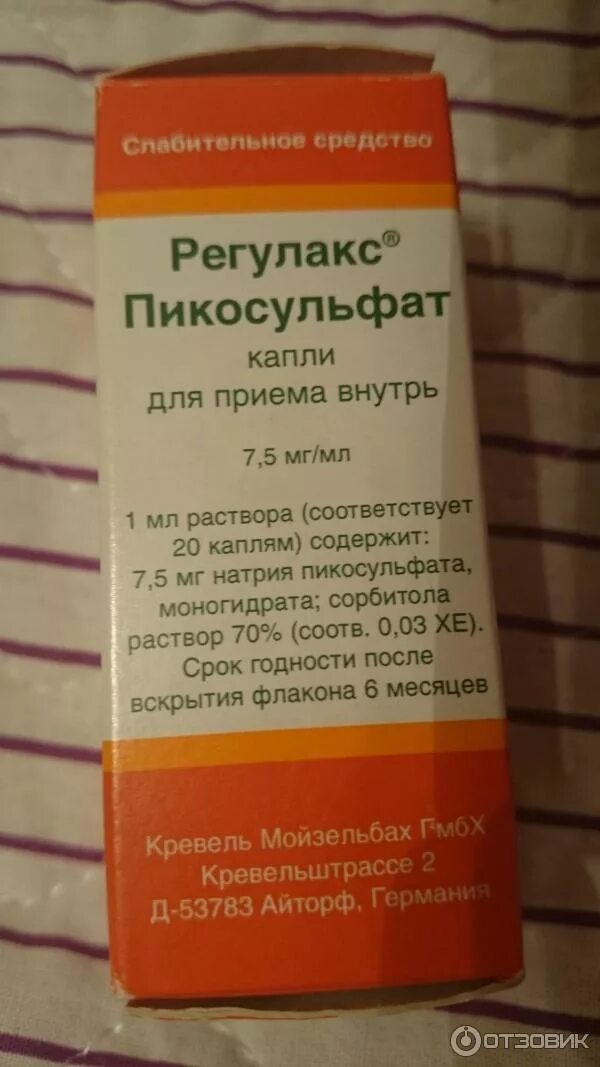 Слабительное средство
Регулакс®
Пикосульфат
капли
для приема внутрь
7,5 мг/мл
1 мл раствора (соответствует
20 каплям) содержит:
7,5 мг натрия пикосульфата,
моногидрата; сорбитола
раствор 70% (соотв. 0,03 ХЕ).
Срок годности после
вскрытия флакона 6 месяцев
Кревель Мойзельбах ГмбХ
Кревельштрассе 2
Д-53783 Айторф, Германия
ОТЗОВИК